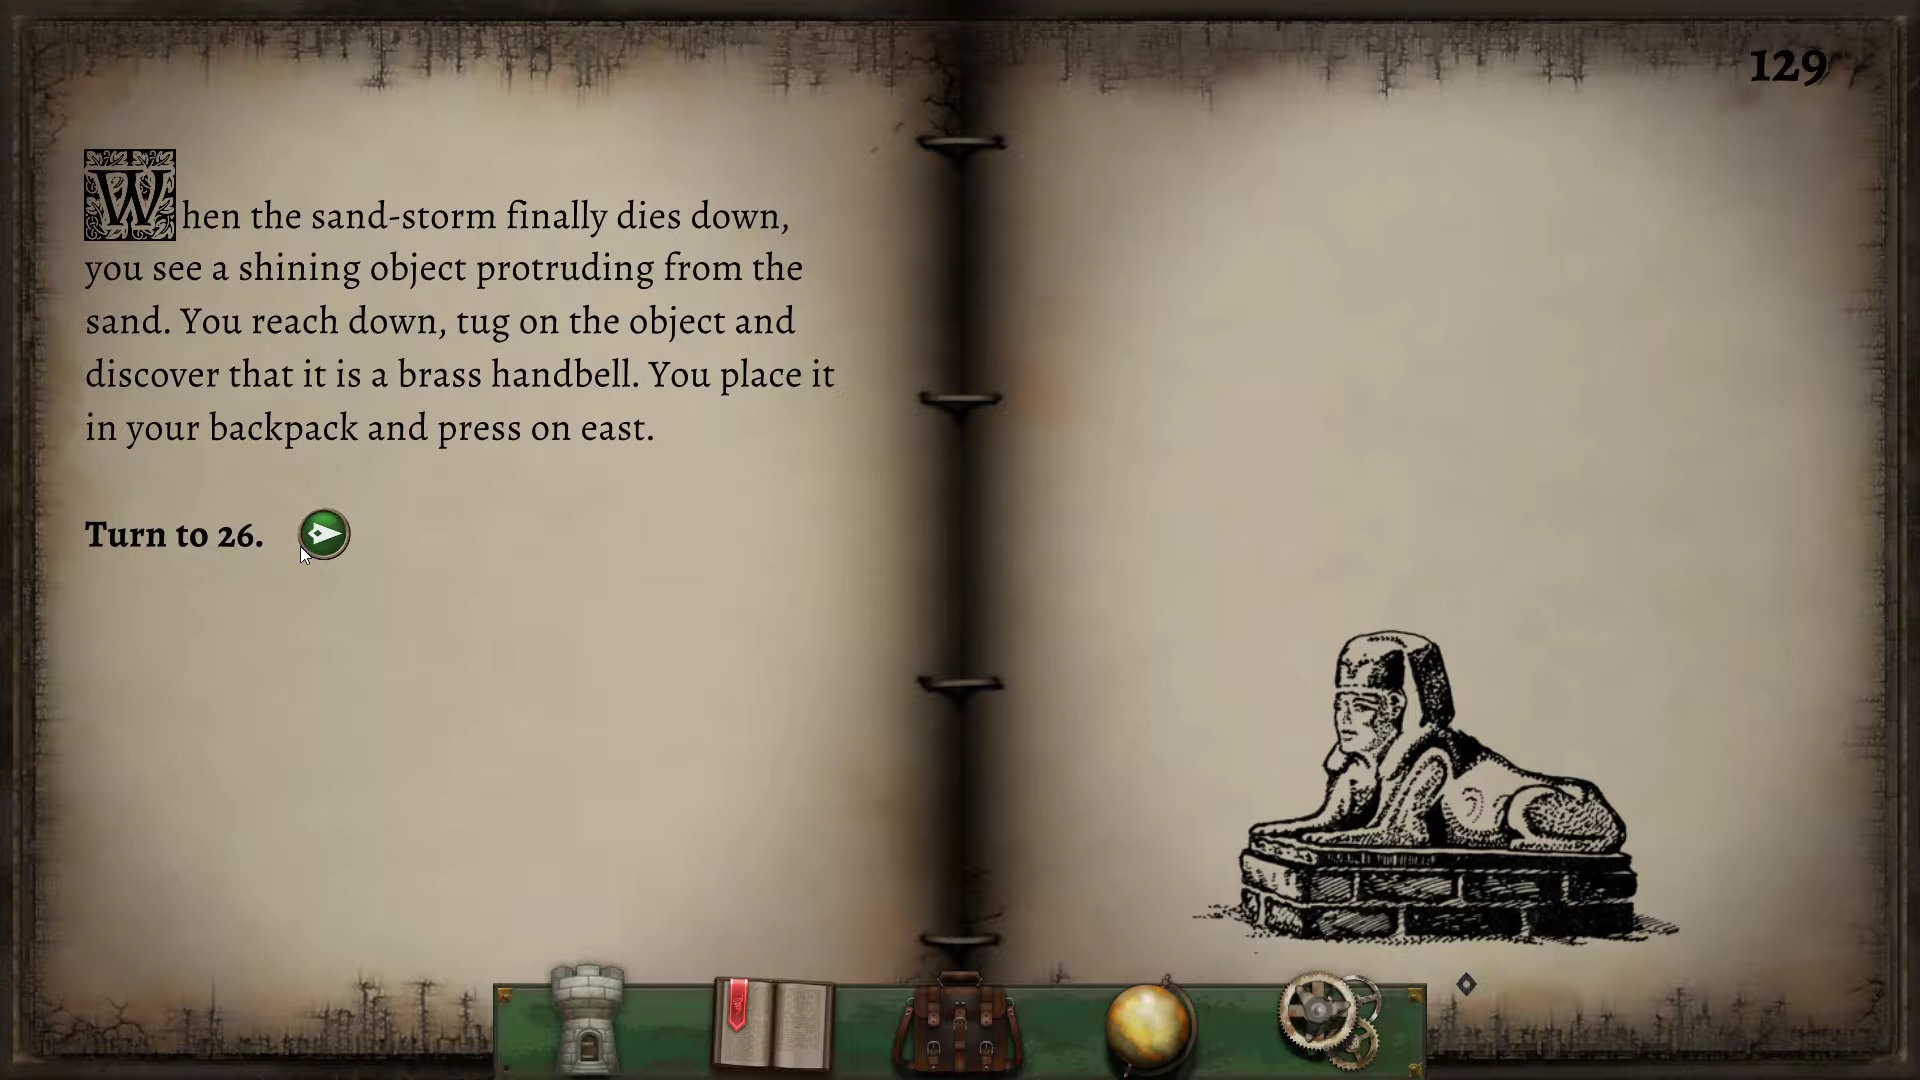 129
When the sand-storm finally dies down,
you see a shining object protruding from the
sand. You reach down, tug on the object and
discover that it is a brass handbell. You place it
in your backpack and press on east.
Turn to 26.